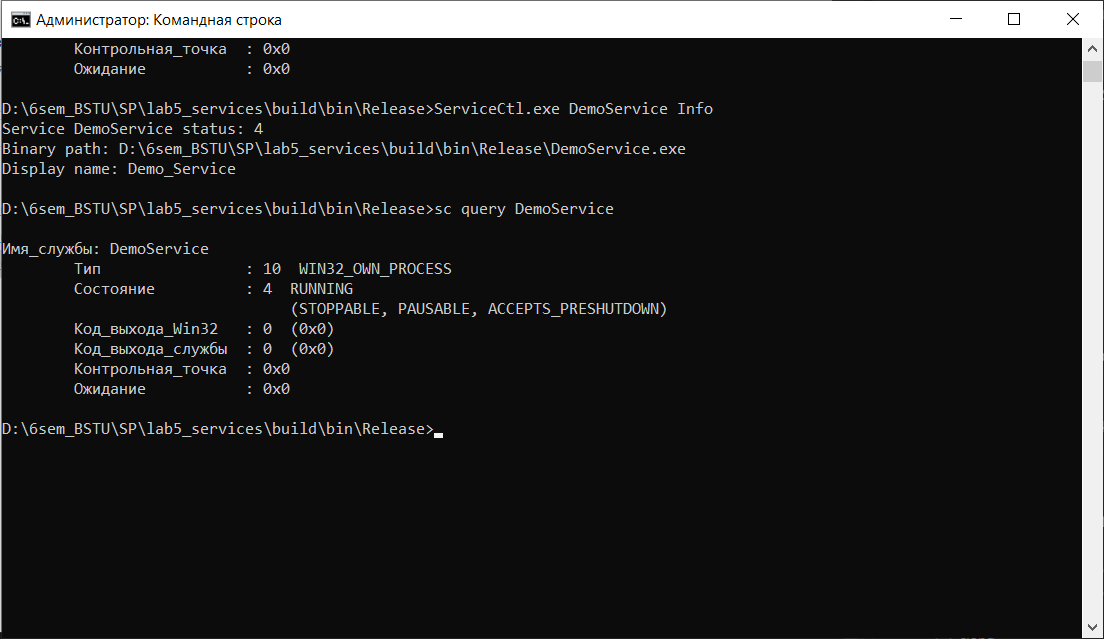 Администратор: Командная строка
Контрольная_точка : 0x0
Ожидание : 0x0
D:\6sem_BSTU\SP\lab5_services\build\bin\Release>ServiceCtl.exe DemoService Info
Service DemoService status: 4
Binary path: D:\6sem_BSTU\SP\lab5_services\build\bin\Release\DemoService.exe
Display name: Demo_Service
D:\6sem_BSTU\SP\lab5_services\build\bin\Release>sc query DemoService
Имя_службы: DemoService
Тип : 10 WIN32_OWN_PROCESS
Состояние : 4 RUNNING
(STOPPABLE, PAUSABLE, ACCEPTS_PRESHUTDOWN)
Код_выхода_Win32 : 0 (0x0)
Код_выхода_службы : 0 (0x0)
Контрольная_точка : 0x0
Ожидание : 0x0
D:\6sem_BSTU\SP\lab5_services\build\bin\Release>